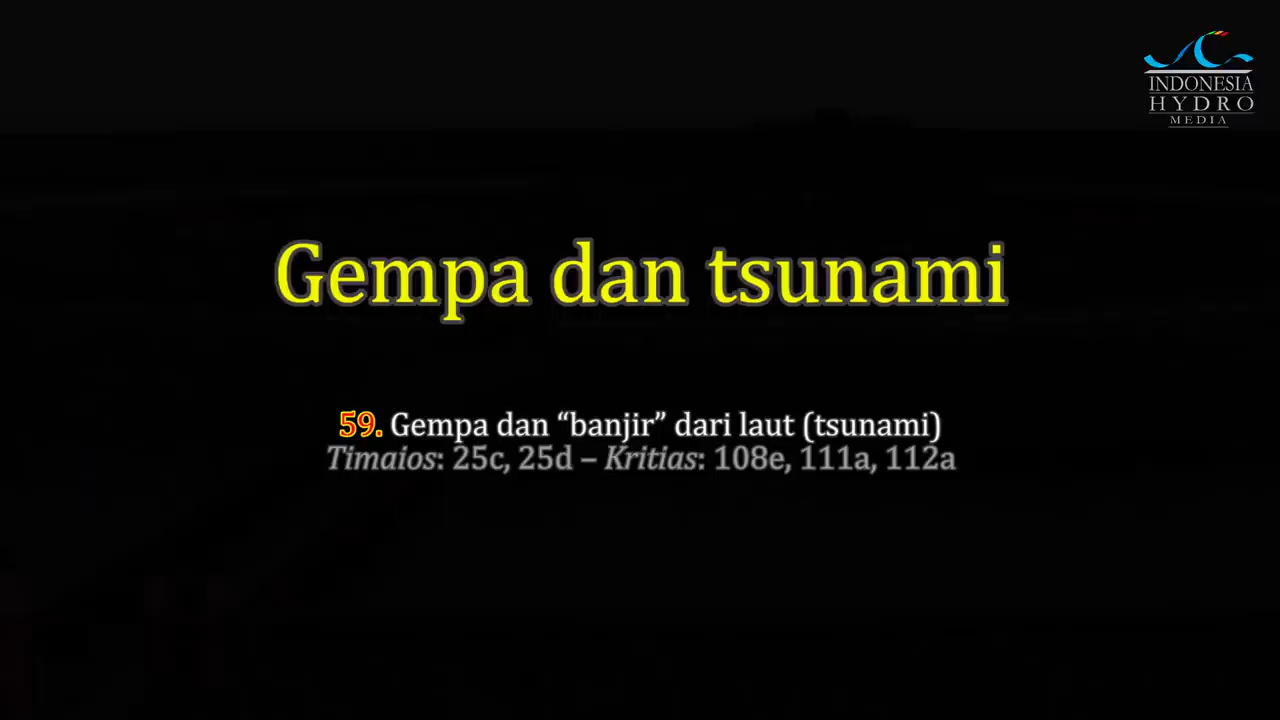 INDONESIA
HYDRO
MEDIA
Gempa dan tsunami
59. Gempa dan “banjir” dari laut (tsunami)
Timaios: 25c, 25d – Kritias: 108e, 111a, 112a